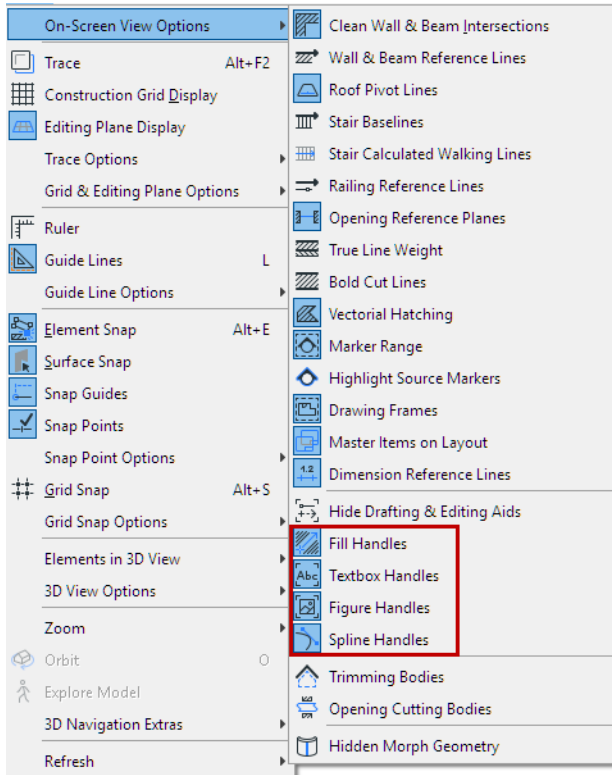 On-Screen View Options
Trace Alt+F2
Construction Grid Display
Editing Plane Display
Trace Options
Grid & Editing Plane Options
Ruler
Guide Lines L
Guide Line Options
Element Snap Alt+E
Surface Snap
Snap Guides
Snap Points
Snap Point Options
Grid Snap Alt+S
Grid Snap Options
Elements in 3D View
3D View Options
Zoom
Orbit O
Explore Model
3D Navigation Extras
Refresh
Clean Wall & Beam Intersections
Wall & Beam Reference Lines
Roof Pivot Lines
Stair Baselines
Stair Calculated Walking Lines
Railing Reference Lines
Opening Reference Planes
True Line Weight
Bold Cut Lines
Vectorial Hatching
Marker Range
Highlight Source Markers
Drawing Frames
Master Items on Layout
1.2 Dimension Reference Lines
Hide Drafting & Editing Aids
Fill Handles
Abc Textbox Handles
Figure Handles
Spline Handles
Trimming Bodies
Opening Cutting Bodies
Hidden Morph Geometry